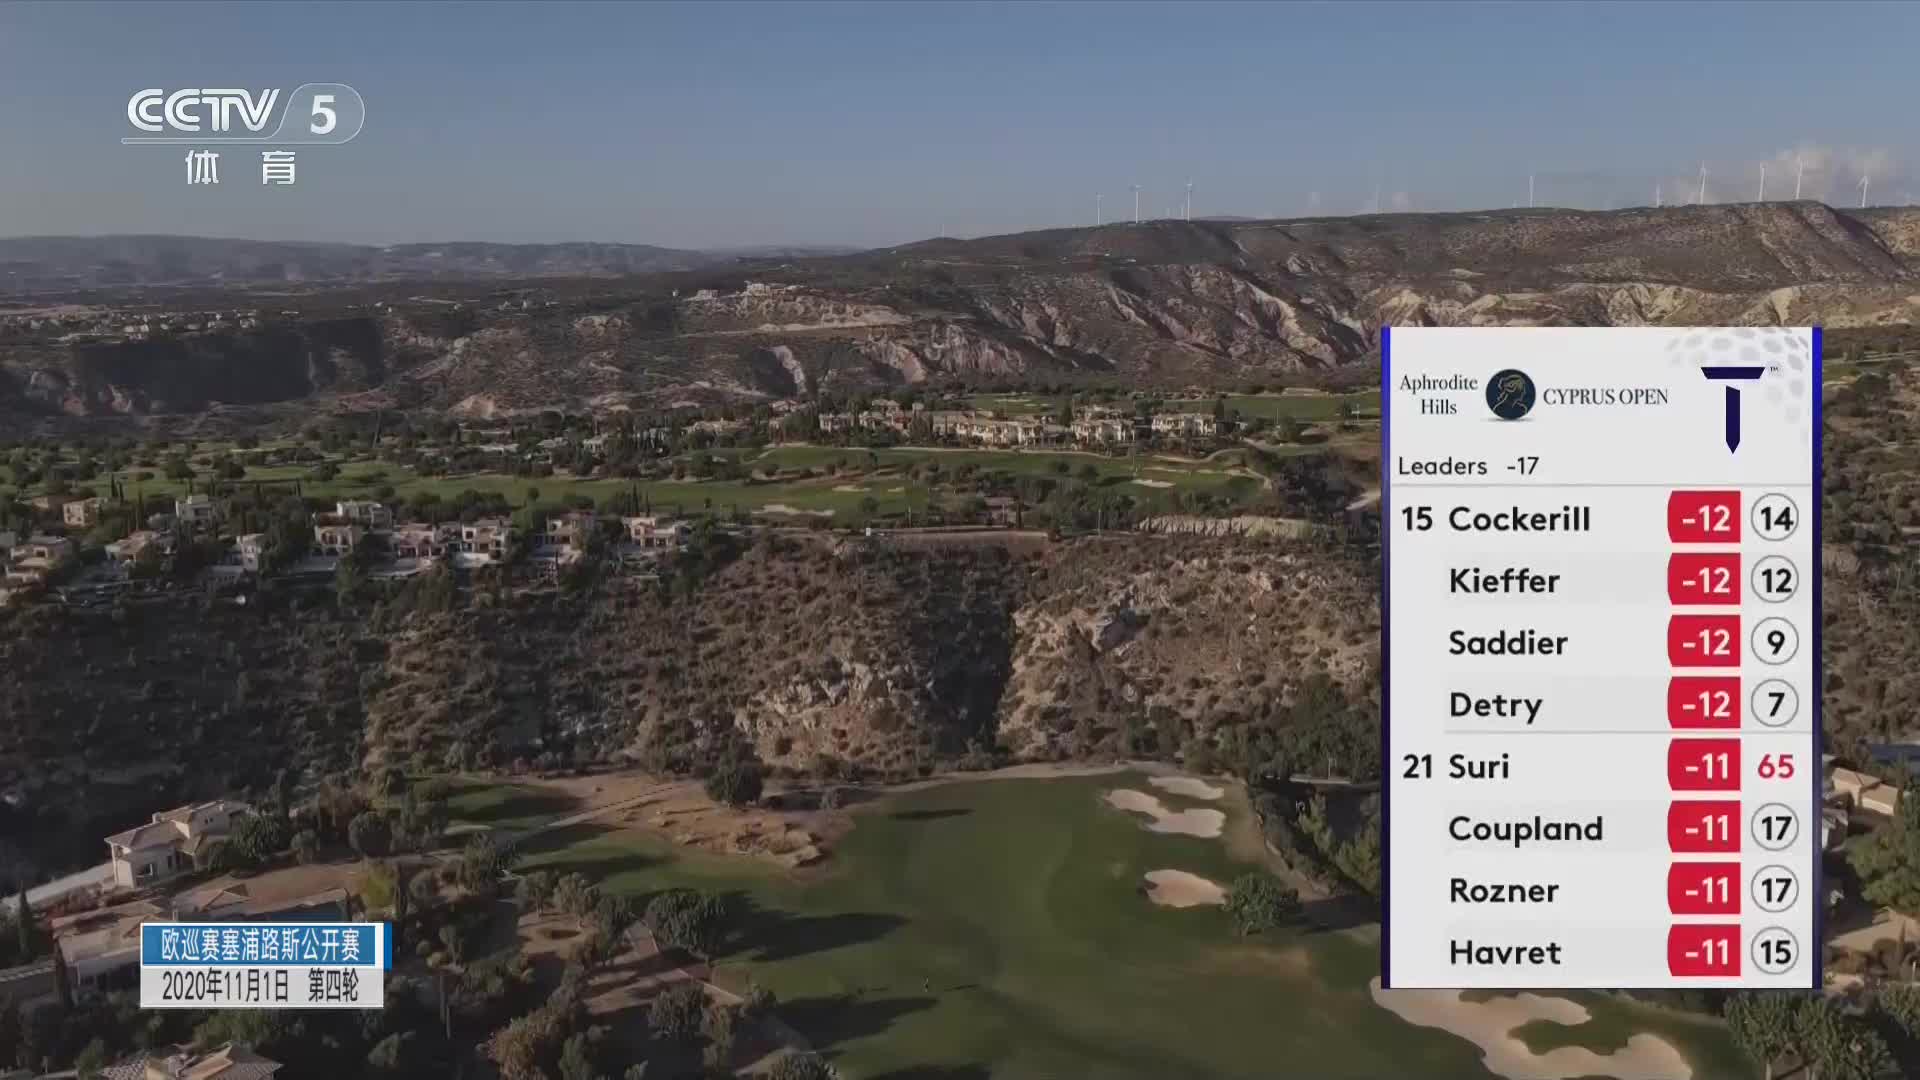 CCTV 5
体育
Aphrodite Hills CYPRUS OPEN
TM
Leaders -17
15 Cockerill -12 14
Kieffer -12 12
Saddier -12 9
Detry -12 7
21 Suri -11 65
Coupland -11 17
Rozner -11 17
Havret -11 15
欧巡赛塞浦路斯公开赛
2020年11月1日 第四轮